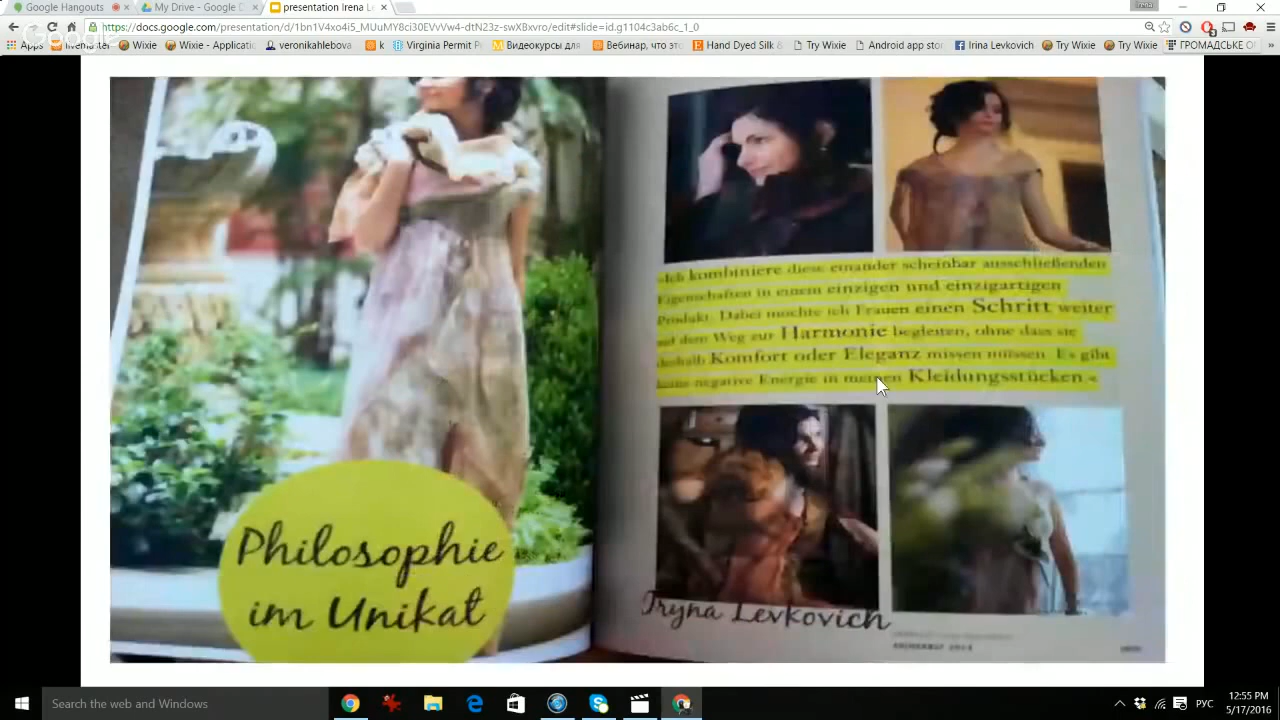 Google Hangouts
My Drive - Google D
presentation Irena L
Irena
https://docs.google.com/presentation/d/1bn1V4xo4i5_MUuMY8ci30EVvVw4-dtN23z-swXBxvro/edit#slide=id.g1104c3ab6c_1_0
Google
Apps
Wixie
Wixie - Applicati
veronikahlebova
k
Virginia Permit P
Видеокурсы для
Вебинар, что это
Hand Dyed Silk &
Try Wixie
Android app stor
Irina Levkovich
Try Wixie
Try Wixie
ГРОМАДСЬКЕ О
»Ich kombiniere diese einander scheinbar ausschließenden
Eigenschaften in einem einzigen und einzigartigen
Produkt. Dabei möchte ich Frauen einen Schritt weiter
auf dem Weg zur Harmonie begleiten, ohne dass sie
deshalb Komfort oder Eleganz missen müssen. Es gibt
keine negative Energie in meinen Kleidungsstücken.«
Philosophie
im Unikat
Iryna Levkovich
Search the web and Windows
РУС
12:55 PM
5/17/2016